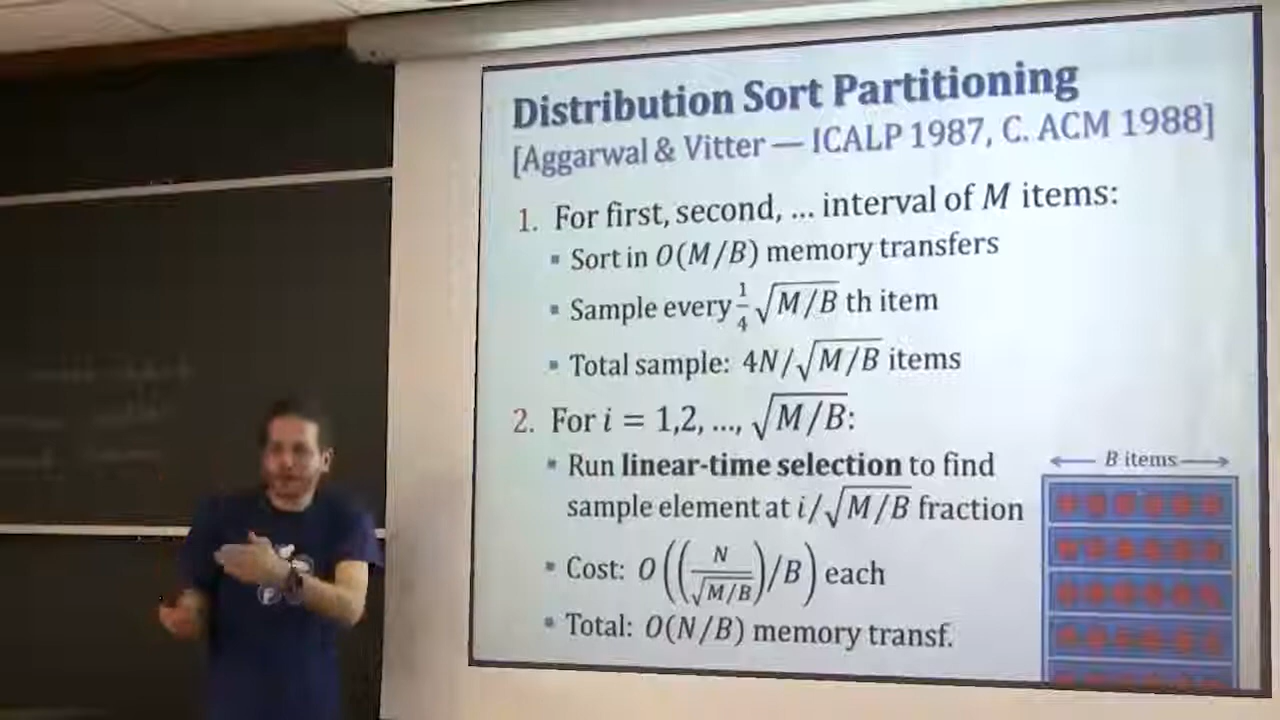 Distribution Sort Partitioning
[Aggarwal & Vitter — ICALP 1987, C. ACM 1988]
1. For first, second, ... interval of M items:
▪ Sort in O(M/B) memory transfers
▪ Sample every ¼ √(M/B) th item
▪ Total sample: 4N/√(M/B) items
2. For i = 1,2, ..., √(M/B):
▪ Run linear-time selection to find
sample element at i/√(M/B) fraction
▪ Cost: O((N/√(M/B))/B) each
▪ Total: O(N/B) memory transf.
B items